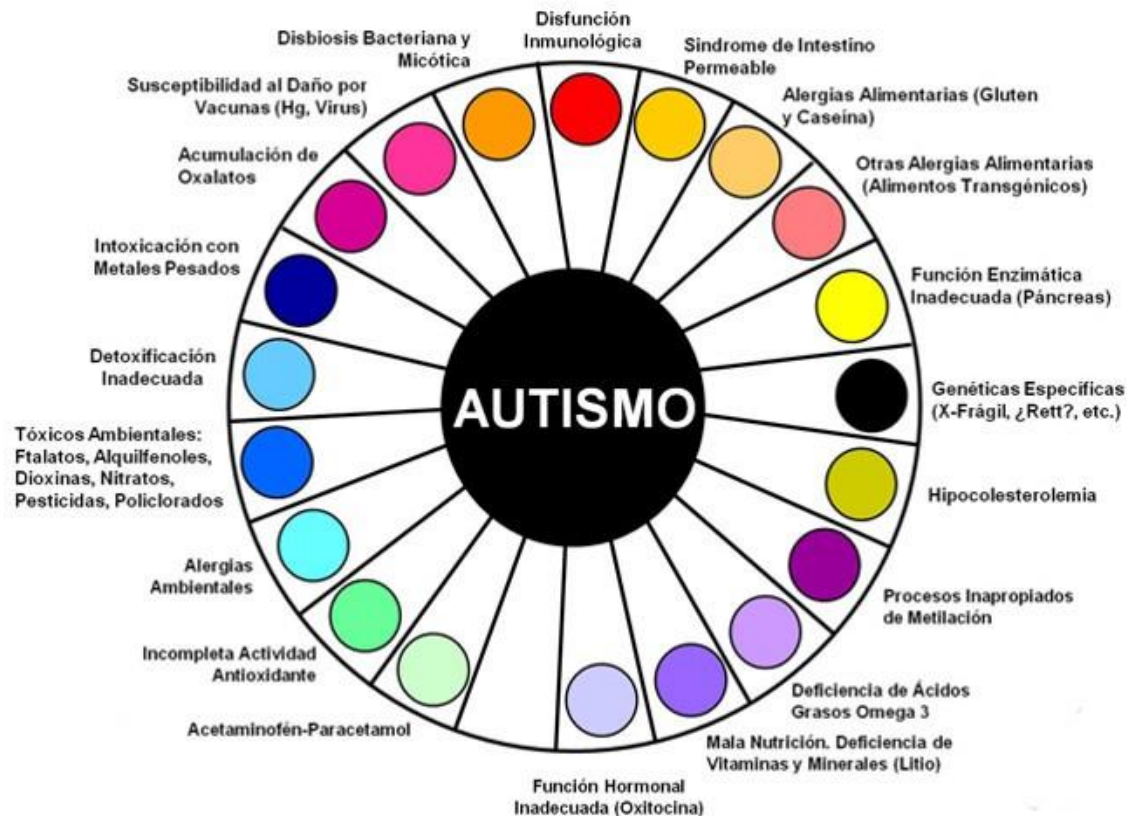 Disfunción
Inmunológica
Sindrome de Intestino
Permeable
Alergias Alimentarias (Gluten
y Caseína)
Otras Alergias Alimentarias
(Alimentos Transgénicos)
Función Enzimática
Inadecuada (Páncreas)
Genéticas Específicas
(X-Frágil, ¿Rett?, etc.)
Hipocolesterolemia
Procesos Inapropiados
de Metilación
Deficiencia de Ácidos
Grasos Omega 3
Mala Nutrición. Deficiencia de
Vitaminas y Minerales (Litio)
Función Hormonal
Inadecuada (Oxitocina)
Acetaminofén-Paracetamol
Incompleta Actividad
Antioxidante
Alergias
Ambientales
Tóxicos Ambientales:
Ftalatos, Alquilfenoles,
Dioxinas, Nitratos,
Pesticidas, Policlorados
Detoxificación
Inadecuada
Intoxicación con
Metales Pesados
Acumulación de
Oxalatos
Susceptibilidad al Daño por
Vacunas (Hg, Virus)
Disbiosis Bacteriana y
Micótica
AUTISMO